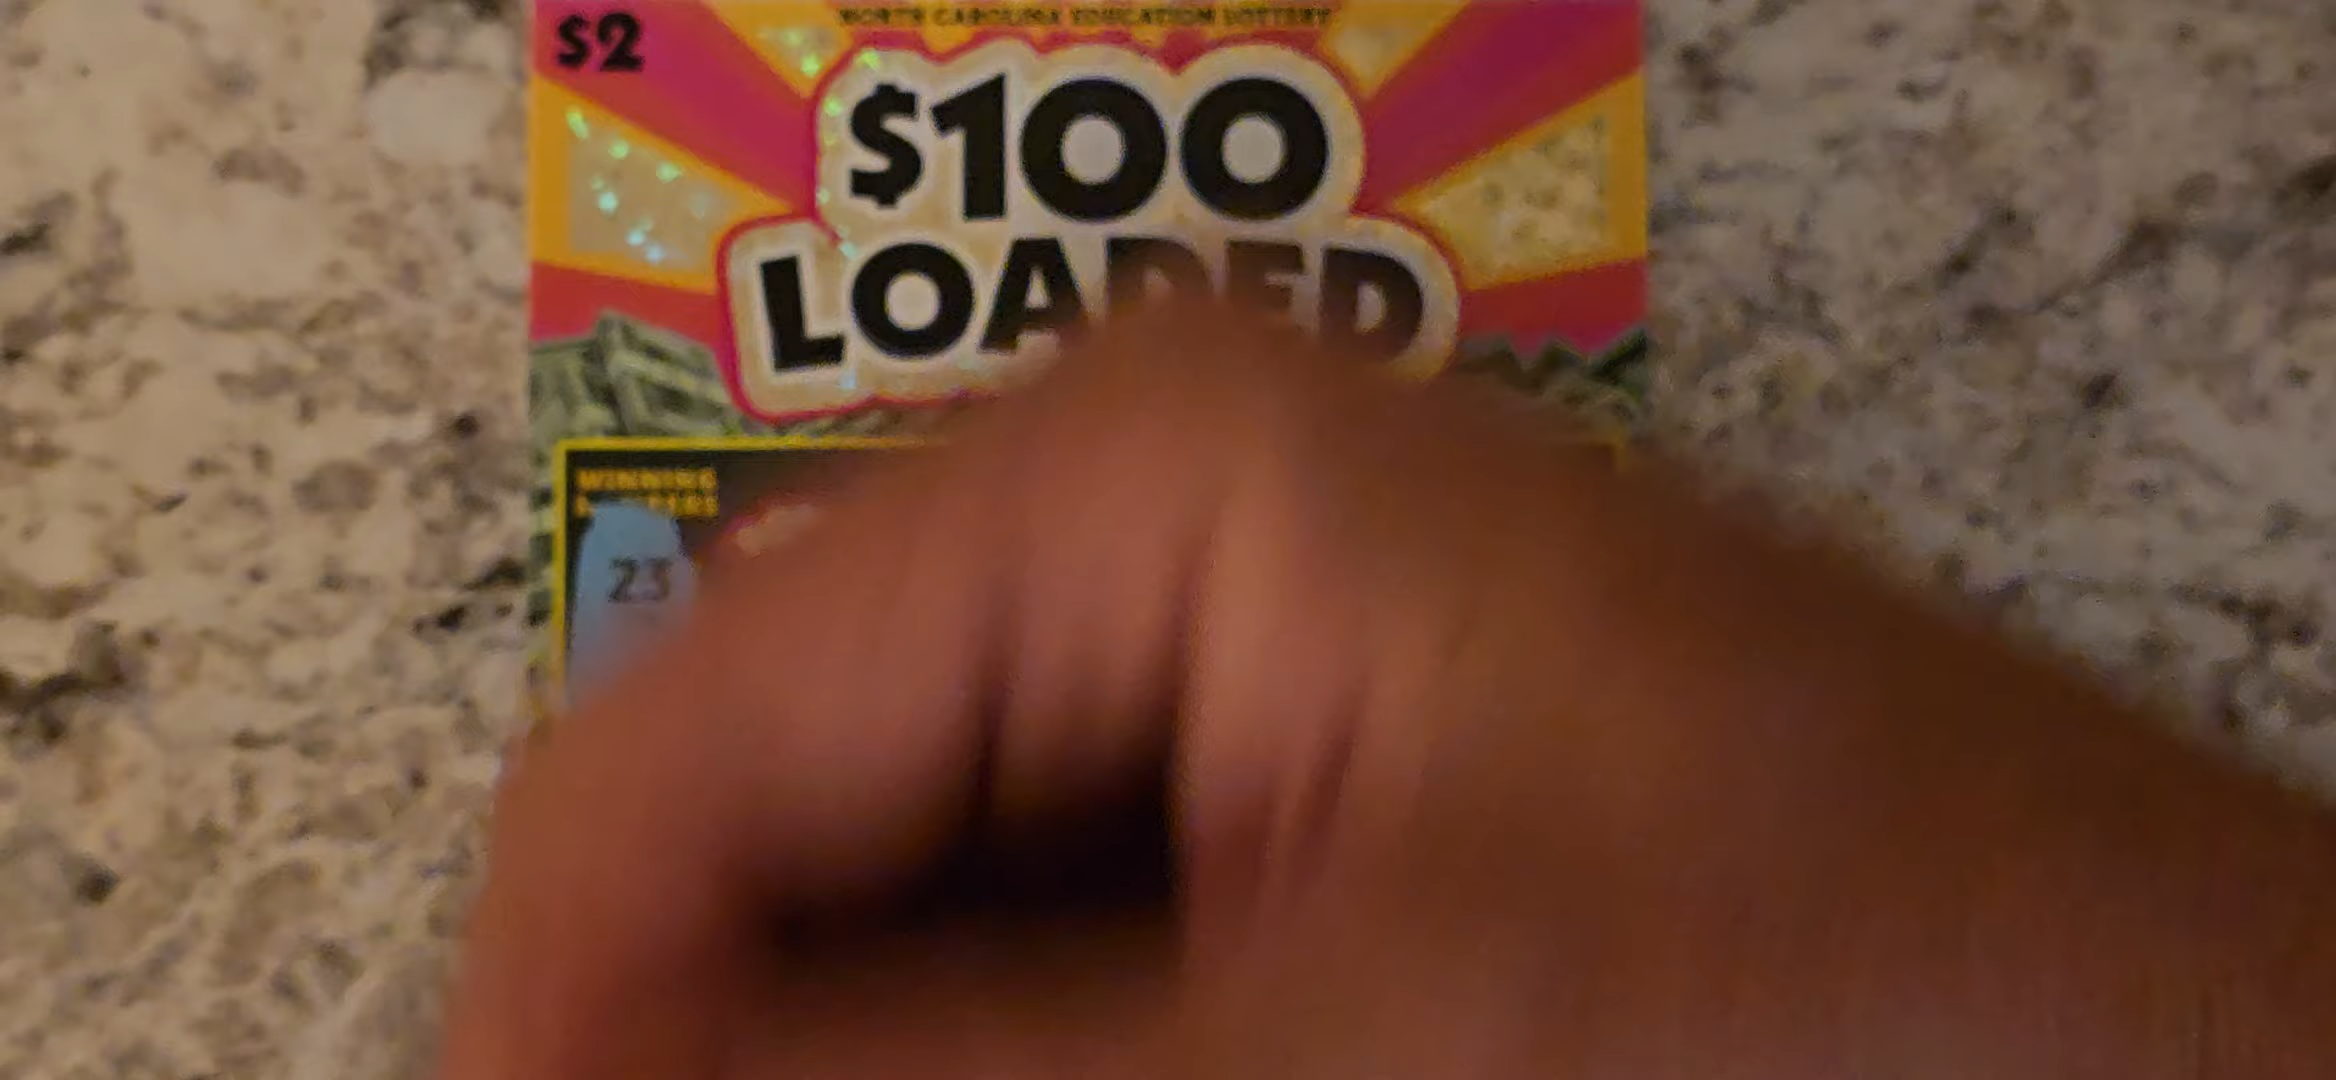 NORTH CAROLINA EDUCATION LOTTERY
$2
$100
LOADED
WINNING
23